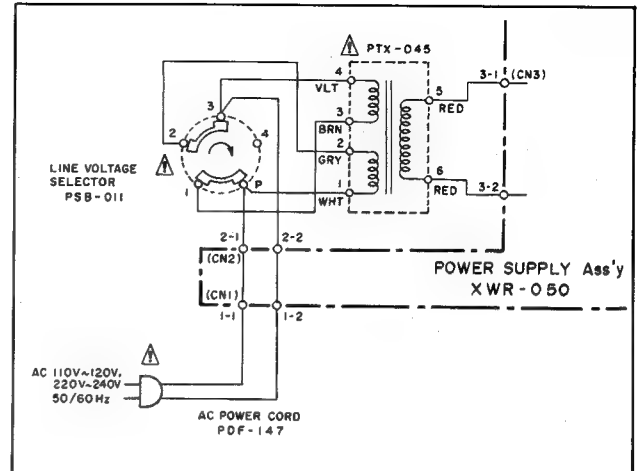 PTX-045
4
VLT
3
BRN
2
GRY
1
WHT
5
RED
6
RED
3-1 (CN3)
3-2
3
2
4
1
P
LINE VOLTAGE
SELECTOR
PSB-011
2-1
2-2
(CN2)
(CN1)
1-1
1-2
POWER SUPPLY Ass'y
XWR-050
AC 110V~120V,
220V~240V
50/60Hz
AC POWER CORD
PDF-147